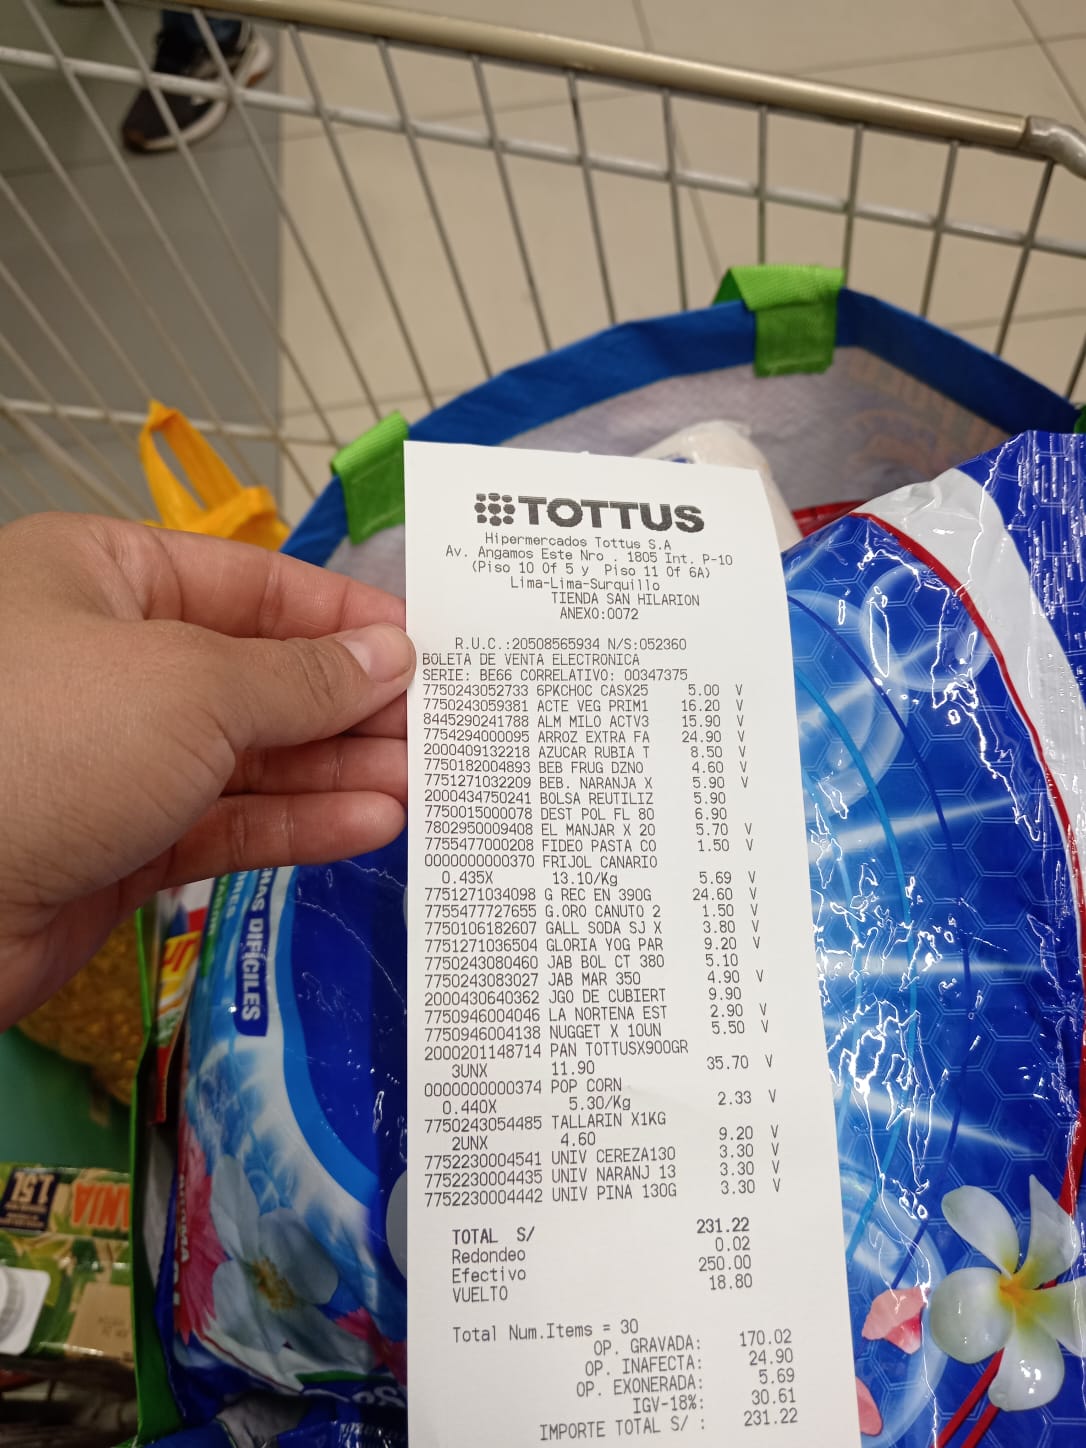 TOTTUS
Hipermercados Tottus S.A
Av. Angamos Este Nro . 1805 Int. P-10
(Piso 10 Of 5 y Piso 11 Of 6A)
Lima-Lima-Surquillo
TIENDA SAN HILARION
ANEXO:0072
R.U.C.:20508565934 N/S:052360
BOLETA DE VENTA ELECTRONICA
SERIE: BE66 CORRELATIVO: 00347375
7750243052733 6PKCHOC CASX25 5.00 V
7750243059381 ACTE VEG PRIM1 16.20 V
8445290241788 ALM MILO ACTV3 15.90 V
7754294000095 ARROZ EXTRA FA 24.90 V
2000409132218 AZUCAR RUBIA T 8.50 V
7750182004893 BEB FRUG DZNO 4.60 V
7751271032209 BEB. NARANJA X 5.90 V
2000434750241 BOLSA REUTILIZ 5.90
7750015000078 DEST POL FL 80 6.90
7802950009408 EL MANJAR X 20 5.70 V
7755477000208 FIDEO PASTA CO 1.50 V
0000000000370 FRIJOL CANARIO
0.435X 13.10/Kg 5.69 V
7751271034098 G REC EN 390G 24.60 V
7755477727655 G.ORO CANUTO 2 1.50 V
7750106182607 GALL SODA SJ X 3.80 V
7751271036504 GLORIA YOG PAR 9.20 V
7750243080460 JAB BOL CT 380 5.10
7750243083027 JAB MAR 350 4.90 V
2000430640362 JGO DE CUBIERT 9.90
7750946004046 LA NORTENA EST 2.90 V
7750946004138 NUGGET X 10UN 5.50 V
2000201148714 PAN TOTTUSX900GR
3UNX 11.90 35.70 V
0000000000374 POP CORN
0.440X 5.30/Kg 2.33 V
7750243054485 TALLARIN X1KG
2UNX 4.60 9.20 V
7752230004541 UNIV CEREZA130 3.30 V
7752230004435 UNIV NARANJ 13 3.30 V
7752230004442 UNIV PINA 130G 3.30 V
TOTAL S/ 231.22
Redondeo 0.02
Efectivo 250.00
VUELTO 18.80
Total Num.Items = 30
OP. GRAVADA: 170.02
OP. INAFECTA: 24.90
OP. EXONERADA: 5.69
IGV-18%: 30.61
IMPORTE TOTAL S/ : 231.22
HAS DIFÍCILES
1.5L
ANJA